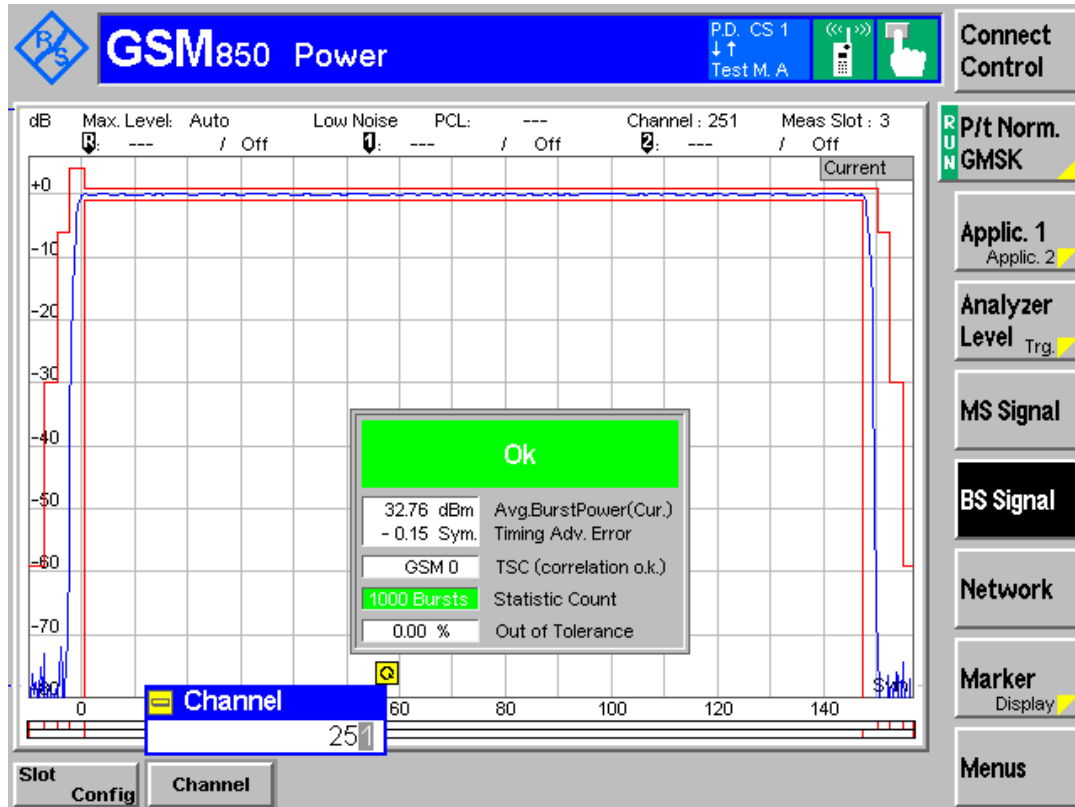 R/S
GSM850 Power
P.D. CS 1
↓↑
Test M. A
Connect
Control
dB Max. Level: Auto Low Noise PCL: --- Channel : 251 Meas Slot : 3
R: --- / Off 1: --- / Off 2: --- / Off
RUN
P/t Norm.
GMSK
Current
+0
-10
-20
-30
-40
-50
-60
-70
Applic. 1
Applic. 2
Analyzer
Level Trg.
MS Signal
BS Signal
Network
Marker
Display
Menus
Ok
32.76 dBm Avg.BurstPower(Cur.)
- 0.15 Sym. Timing Adv. Error
GSM 0 TSC (correlation o.k.)
1000 Bursts Statistic Count
0.00 % Out of Tolerance
Sym
0 60 80 100 120 140
Channel
251
Slot
Config
Channel